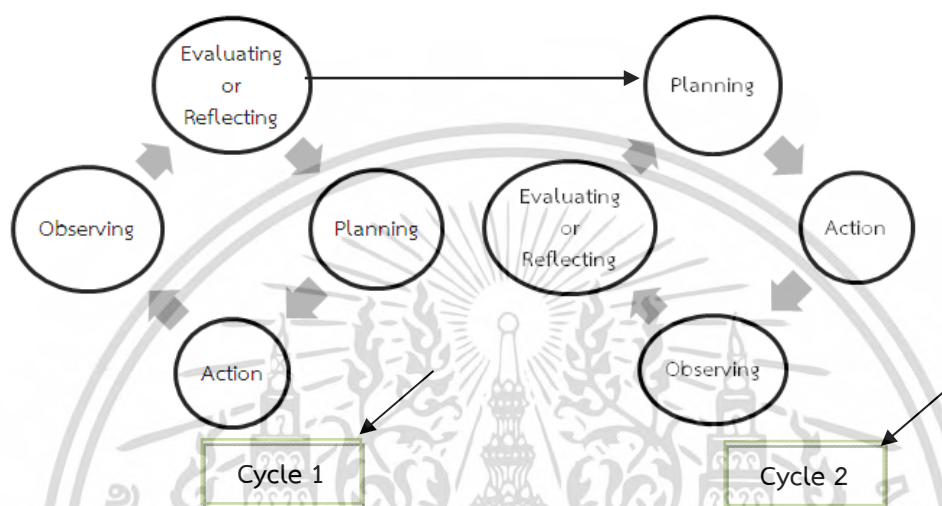 Evaluating
or
Reflecting
Planning
Observing
Planning
Evaluating
or
Reflecting
Action
Action
Observing
Cycle 1
Cycle 2